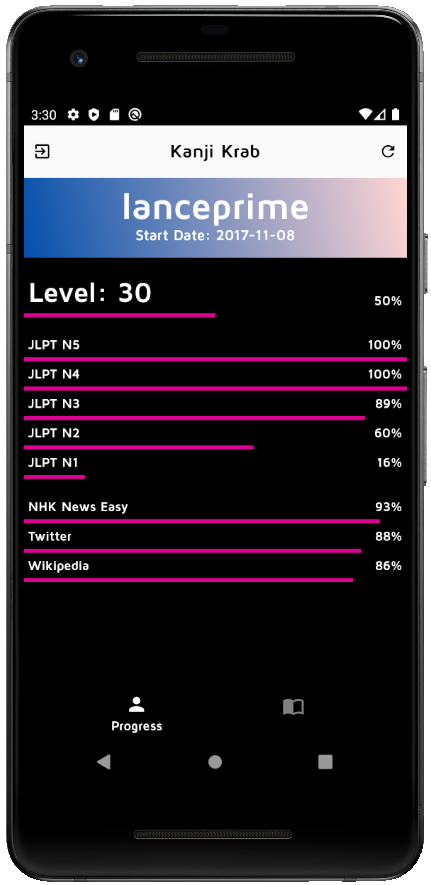 3:30
Kanji Krab
lanceprime
Start Date: 2017-11-08
Level: 30 50%
JLPT N5 100%
JLPT N4 100%
JLPT N3 89%
JLPT N2 60%
JLPT N1 16%
NHK News Easy 93%
Twitter 88%
Wikipedia 86%
Progress